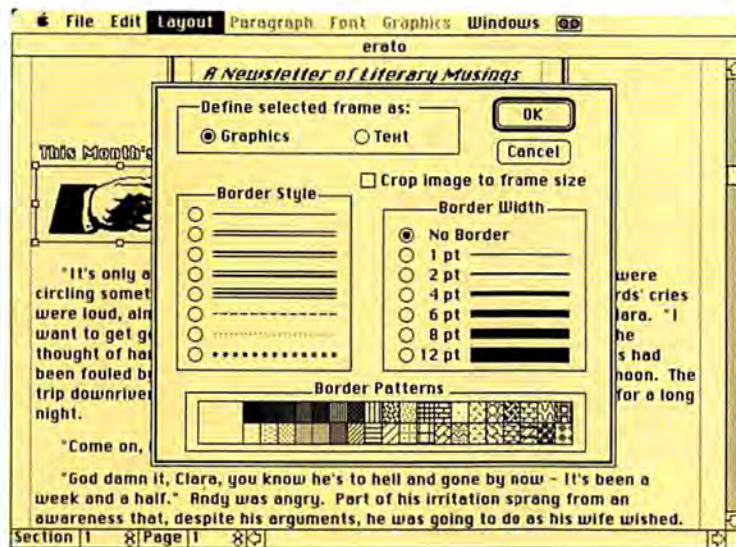 File Edit Layout Paragraph Font Graphics Windows
erato
A Newsletter of Literary Musings
Define selected frame as:
Graphics Text
OK
Cancel
This Month's
Crop image to frame size
Border Style
Border Width
No Border
1 pt
2 pt
4 pt
6 pt
8 pt
12 pt
Border Patterns
"It's only a were
circling somet rds' cries
were loud, alm lara. "I
want to get go he
thought of har s had
been fouled by noon. The
trip downriver for a long
night.
"Come on,
"God damn it, Clara, you know he's to hell and gone by now - It's been a
week and a half." Andy was angry. Part of his irritation sprang from an
awareness that, despite his arguments, he was going to do as his wife wished.
Section 1 Page 1